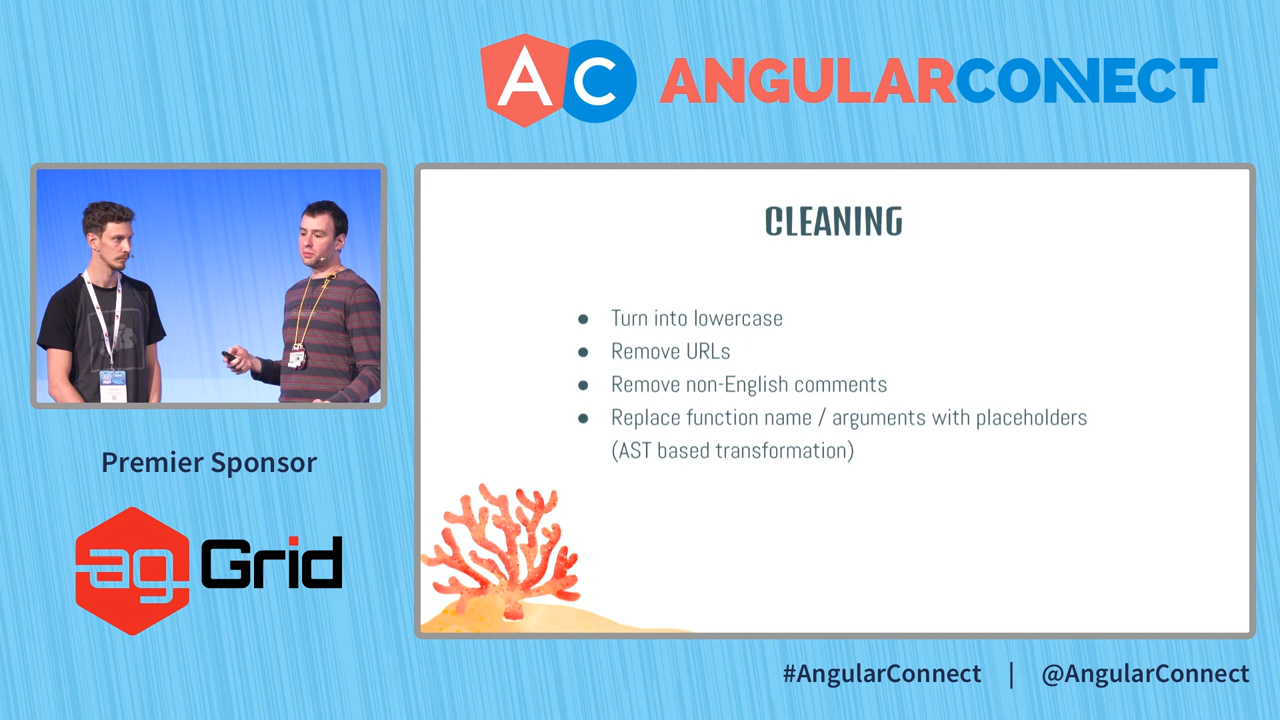 AC ANGULARCONNECT
CLEANING
● Turn into lowercase
● Remove URLs
● Remove non-English comments
● Replace function name / arguments with placeholders
(AST based transformation)
Premier Sponsor
ag Grid
#AngularConnect | @AngularConnect